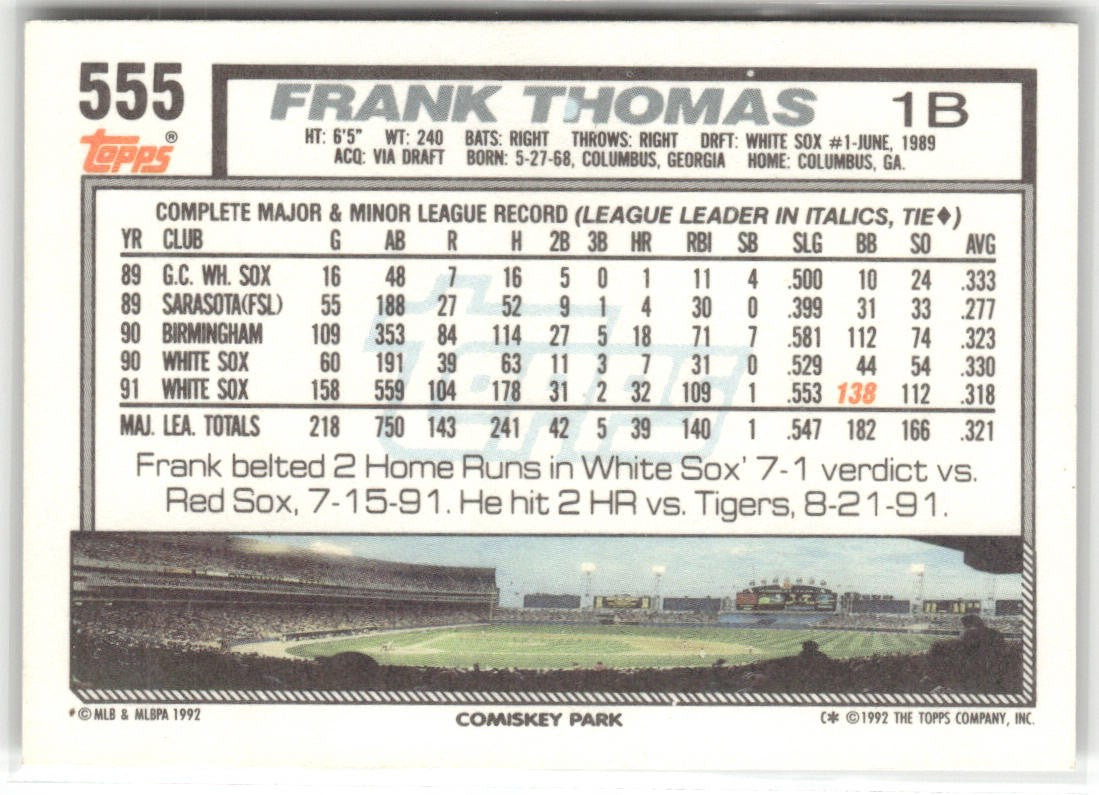 555
FRANK THOMAS 1B
topps®
HT: 6'5" WT: 240 BATS: RIGHT THROWS: RIGHT DRFT: WHITE SOX #1-JUNE, 1989
ACQ: VIA DRAFT BORN: 5-27-68, COLUMBUS, GEORGIA HOME: COLUMBUS, GA.
COMPLETE MAJOR & MINOR LEAGUE RECORD (LEAGUE LEADER IN ITALICS, TIE♦)
YR CLUB G AB R H 2B 3B HR RBI SB SLG BB SO AVG
89 G.C. WH. SOX 16 48 7 16 5 0 1 11 4 .500 10 24 .333
89 SARASOTA(FSL) 55 188 27 52 9 1 4 30 0 .399 31 33 .277
90 BIRMINGHAM 109 353 84 114 27 5 18 71 7 .581 112 74 .323
90 WHITE SOX 60 191 39 63 11 3 7 31 0 .529 44 54 .330
91 WHITE SOX 158 559 104 178 31 2 32 109 1 .553 138 112 .318
MAJ. LEA. TOTALS 218 750 143 241 42 5 39 140 1 .547 182 166 .321
topps
Frank belted 2 Home Runs in White Sox' 7-1 verdict vs.
Red Sox, 7-15-91. He hit 2 HR vs. Tigers, 8-21-91.
* © MLB & MLBPA 1992
COMISKEY PARK
C* ©1992 THE TOPPS COMPANY, INC.